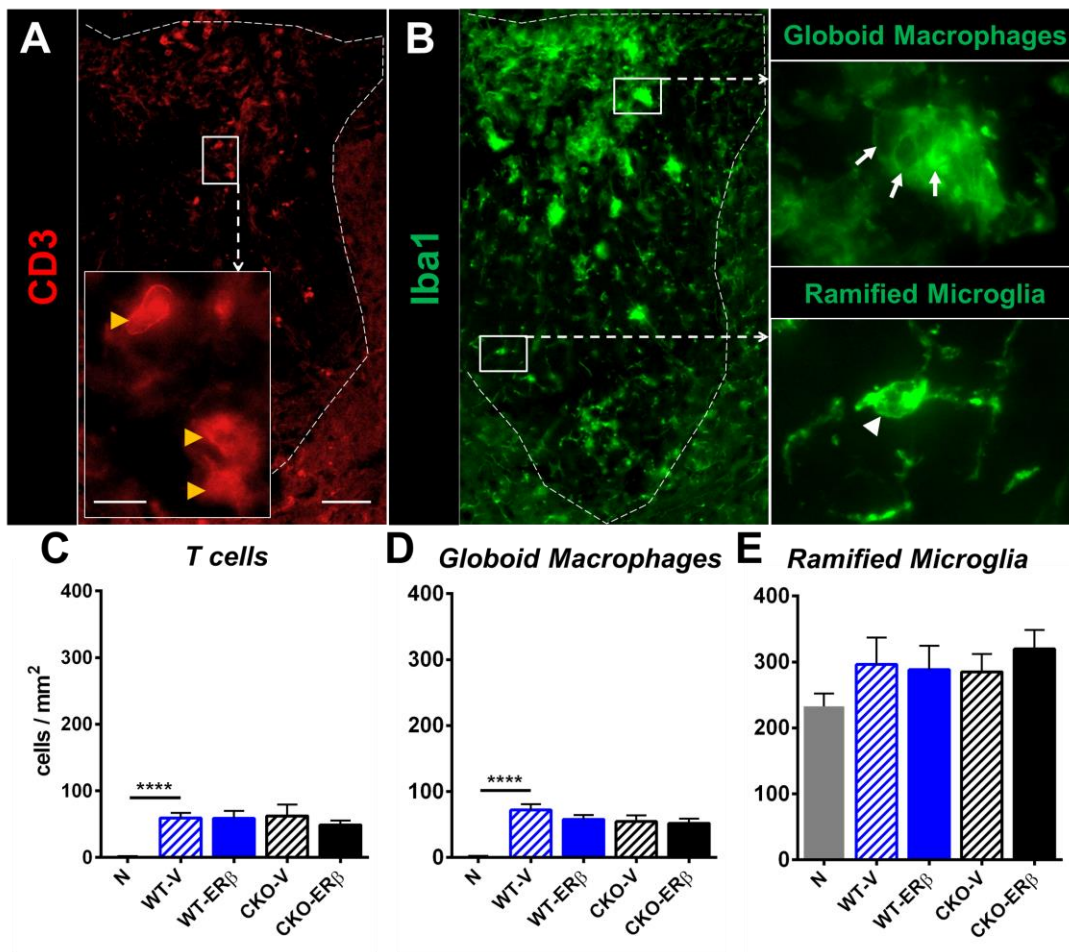 A
CD3
B
Iba1
Globoid Macrophages
Ramified Microglia
C
T cells
cells / mm²
400
300
200
100
0
****
N
WT-V
WT-ERβ
CKO-V
CKO-ERβ
D
Globoid Macrophages
400
300
200
100
0
****
N
WT-V
WT-ERβ
CKO-V
CKO-ERβ
E
Ramified Microglia
400
300
200
100
0
N
WT-V
WT-ERβ
CKO-V
CKO-ERβ